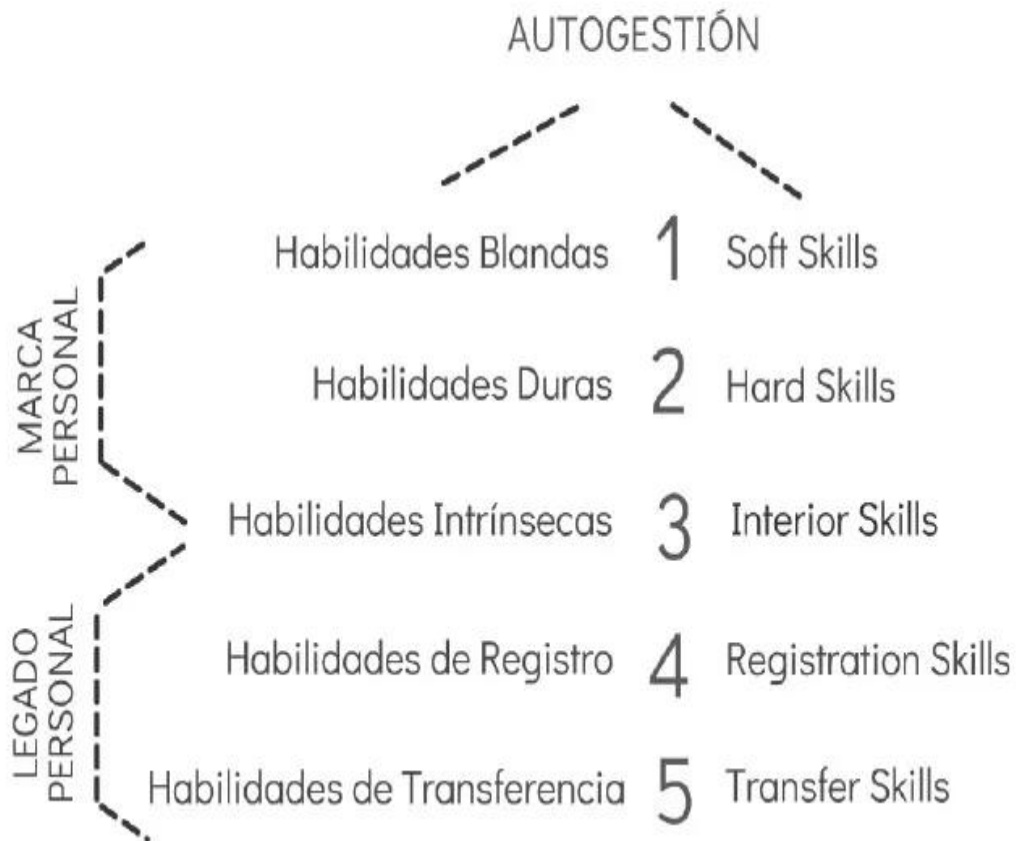 AUTOGESTIÓN
MARCA
PERSONAL
Habilidades Blandas 1 Soft Skills
Habilidades Duras 2 Hard Skills
Habilidades Intrínsecas 3 Interior Skills
LEGADO
PERSONAL
Habilidades de Registro 4 Registration Skills
Habilidades de Transferencia 5 Transfer Skills